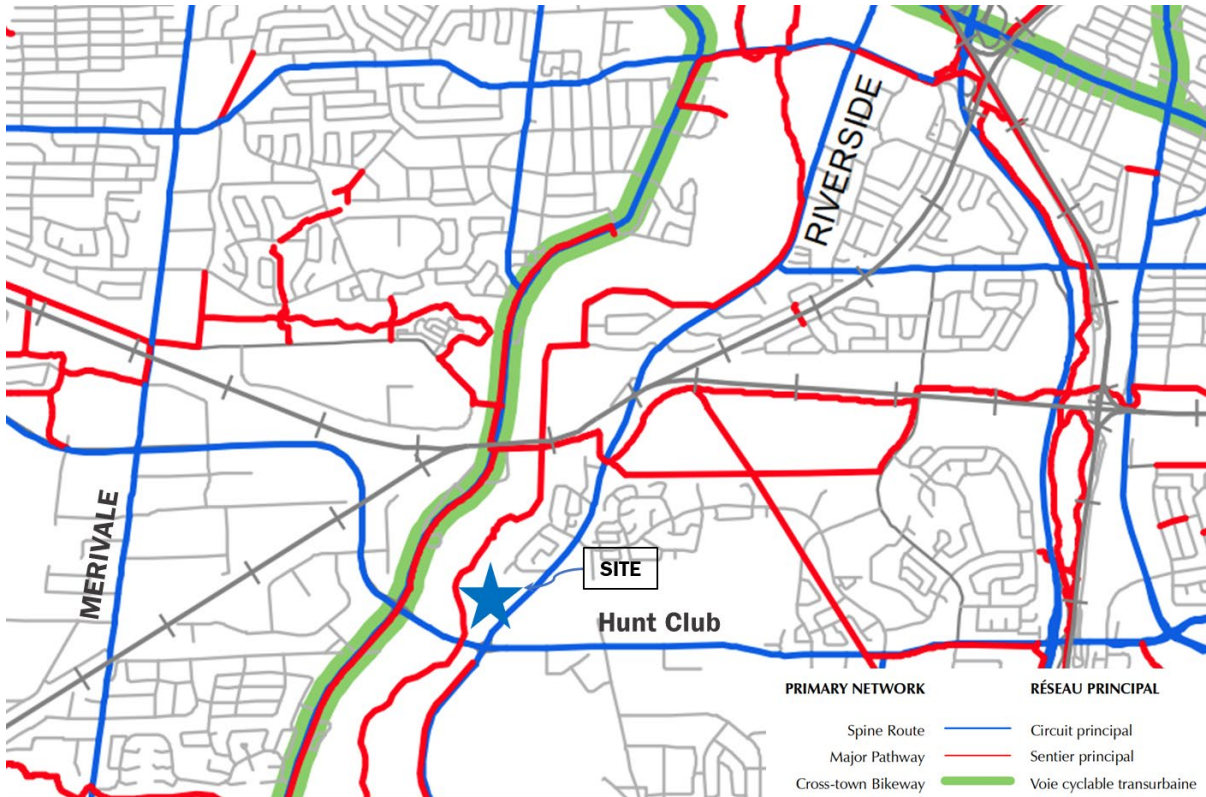 RIVERSIDE
MERIVALE
SITE
Hunt Club
PRIMARY NETWORK RÉSEAU PRINCIPAL
Spine Route Circuit principal
Major Pathway Sentier principal
Cross-town Bikeway Voie cyclable transurbaine